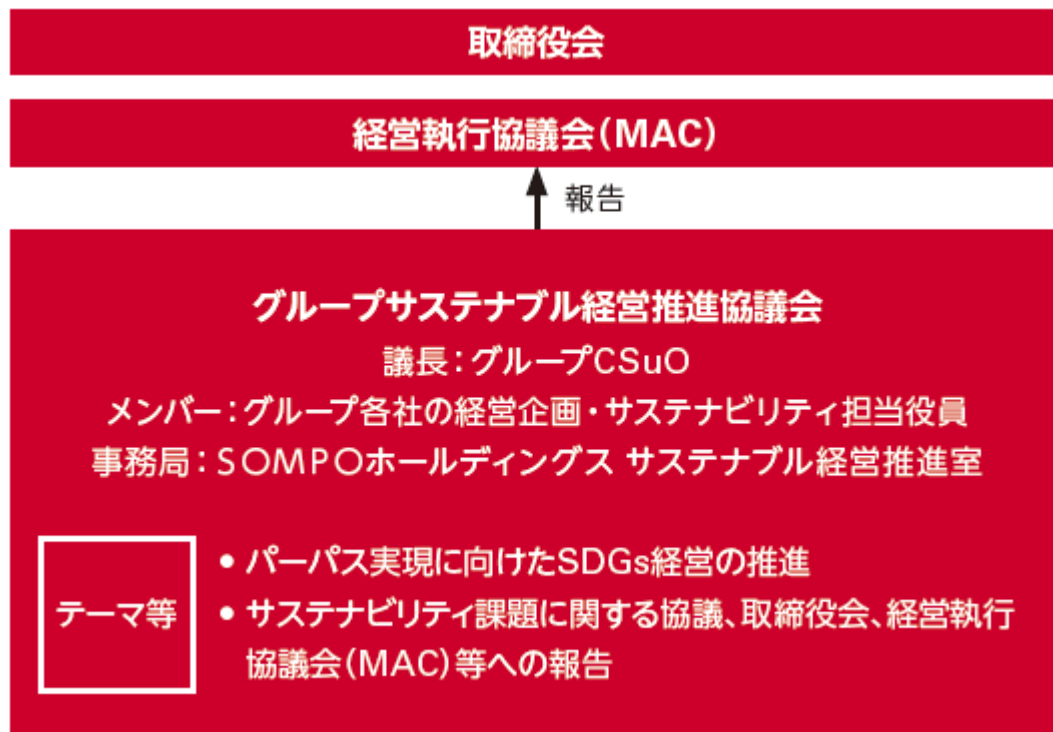 取締役会
経営執行協議会(MAC)
報告
グループサステナブル経営推進協議会
議長：グループCSuO
メンバー：グループ各社の経営企画・サステナビリティ担当役員
事務局：SOMPOホールディングス サステナブル経営推進室
テーマ等
• パーパス実現に向けたSDGs経営の推進
• サステナビリティ課題に関する協議、取締役会、経営執行
協議会(MAC)等への報告